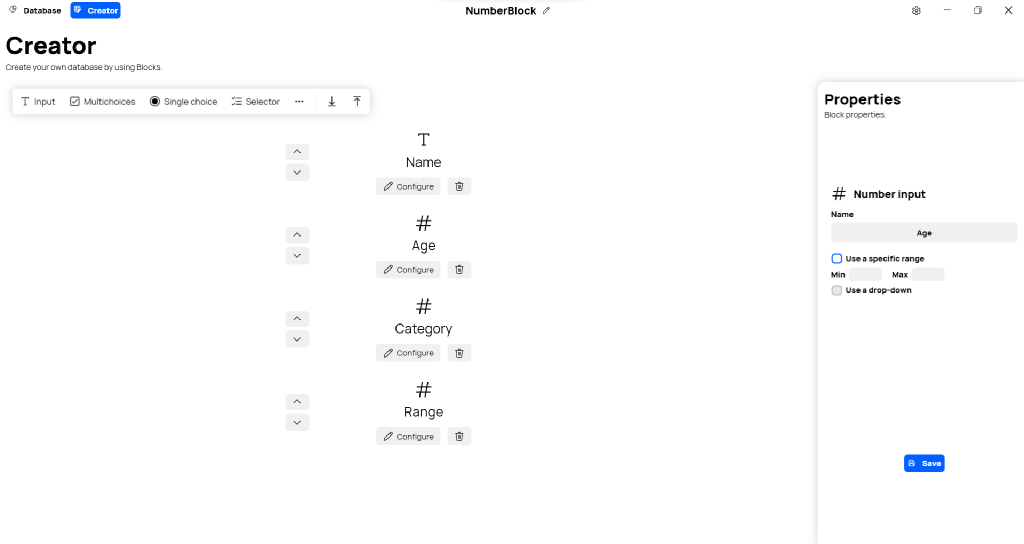 Database Creator NumberBlock
Creator
Create your own database by using Blocks.
Input Multichoices Single choice Selector ...
Name
Configure
Age
Configure
Category
Configure
Range
Configure
Properties
Block properties.
Number input
Name
Age
Use a specific range
Min Max
Use a drop-down
Save